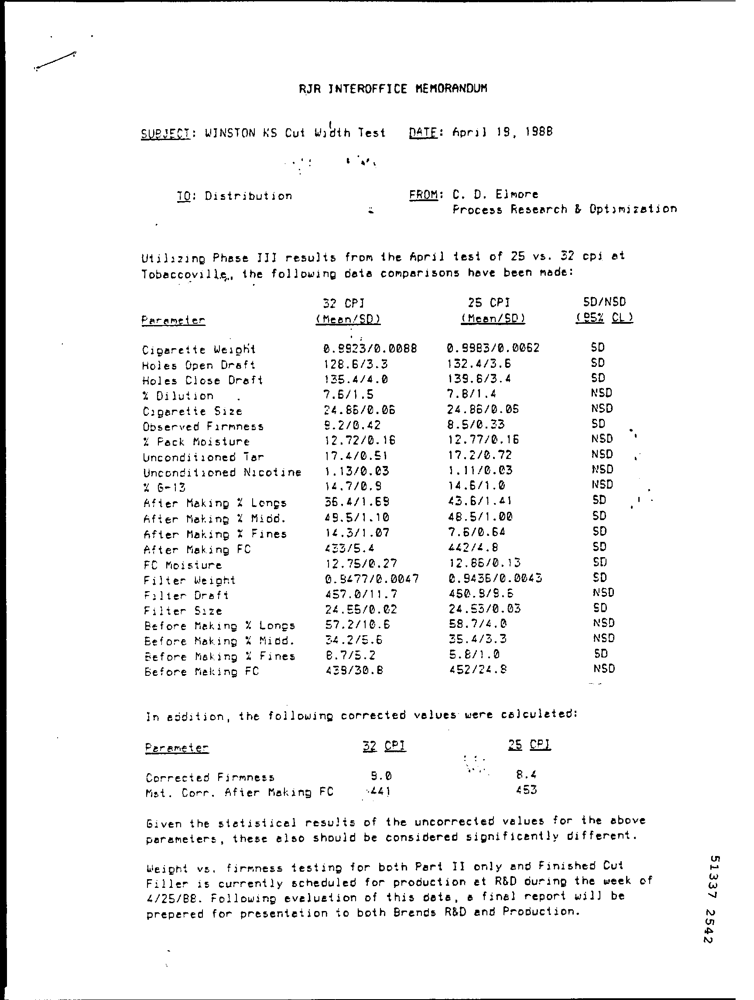 RJR INTEROFFICE MEMORANDUM
SUBJECT: WINSTON KS Cut Width Test DATE: April 19, 1988
TO: Distribution FROM: C. D. Elmore
Process Research & Optimization
Utilizing Phase III results from the April test of 25 vs. 32 cpi at
Tobaccoville, the following data comparisons have been made:
32 CPI 25 CPI SD/NSD
Parameter (Mean/SD) (Mean/SD) (95% CL)
Cigarette Weight 0.9923/0.0088 0.9983/0.0062 SD
Holes Open Draft 128.6/3.3 132.4/3.6 SD
Holes Close Draft 135.4/4.0 139.6/3.4 SD
% Dilution 7.6/1.5 7.8/1.4 NSD
Cigarette Size 24.86/0.06 24.86/0.05 NSD
Observed Firmness 9.2/0.42 8.5/0.33 SD
% Pack Moisture 12.72/0.16 12.77/0.16 NSD
Unconditioned Tar 17.4/0.51 17.2/0.72 NSD
Unconditioned Nicotine 1.13/0.03 1.11/0.03 NSD
% G-13 14.7/0.9 14.6/1.0 NSD
After Making % Longs 36.4/1.69 43.6/1.41 SD
After Making % Midd. 49.5/1.10 48.5/1.00 SD
After Making % Fines 14.3/1.07 7.6/0.64 SD
After Making FC 433/5.4 442/4.8 SD
FC Moisture 12.75/0.27 12.86/0.13 SD
Filter Weight 0.9477/0.0047 0.9436/0.0043 SD
Filter Draft 457.0/11.7 450.9/9.6 NSD
Filter Size 24.55/0.02 24.53/0.03 SD
Before Making % Longs 57.2/10.6 58.7/4.0 NSD
Before Making % Midd. 34.2/5.6 35.4/3.3 NSD
Before Making % Fines 8.7/5.2 5.8/1.0 SD
Before Making FC 439/30.8 452/24.9 NSD
In addition, the following corrected values were calculated:
Parameter 32 CPI 25 CPI
Corrected Firmness 9.0 8.4
Mst. Corr. After Making FC 441 453
Given the statistical results of the uncorrected values for the above
parameters, these also should be considered significantly different.
Weight vs. firmness testing for both Part II only and Finished Cut
Filler is currently scheduled for production at R&D during the week of
4/25/88. Following evaluation of this data, a final report will be
prepared for presentation to both Brands R&D and Production.
51337 2542